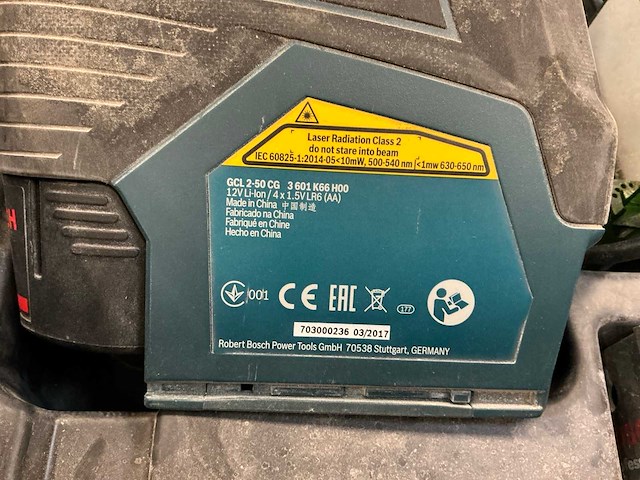 Laser Radiation Class 2
do not stare into beam
IEC 60825-1:2014-05<10mW, 500-540 nm /<1mw 630-650 nm
GCL 2-50 CG 3 601 K66 H00
12V Li-Ion / 4 x 1.5V LR6 (AA)
Made in China 中国制造
Fabricado na China
Fabriqué en Chine
Hecho en China
001 CE EAC 177
703000236 03/2017
Robert Bosch Power Tools GmbH 70538 Stuttgart, GERMANY